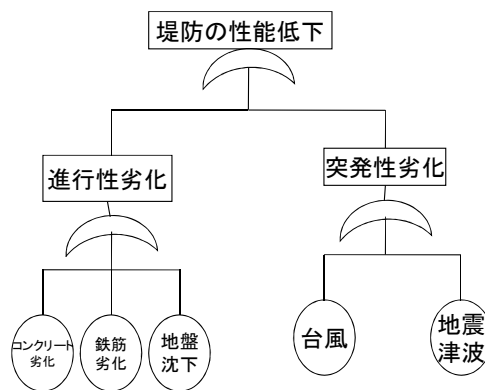 堤防の性能低下
進行性劣化
突発性劣化
コンクリート
劣化
鉄筋
劣化
地盤
沈下
台風
地震
津波